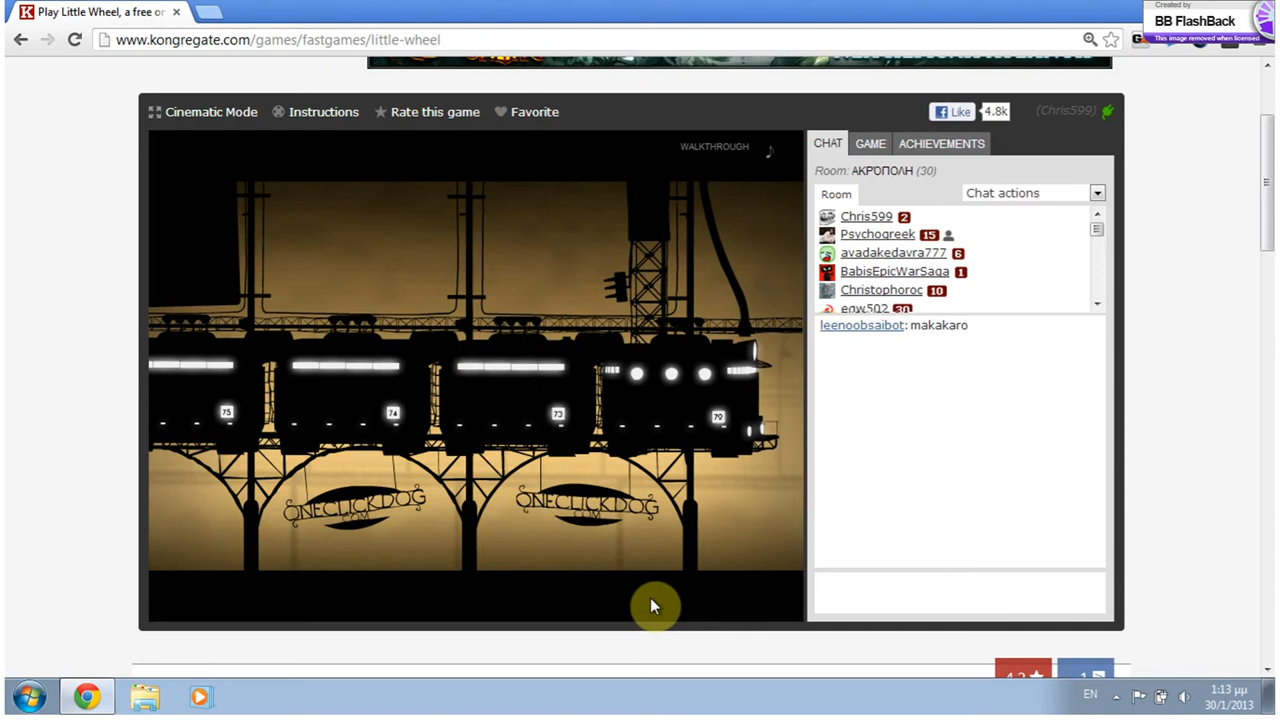 Play Little Wheel, a free or
Created by
BB FlashBack
This image removed when licensed
www.kongregate.com/games/fastgames/little-wheel
Cinematic Mode
Instructions
Rate this game
Favorite
Like
4.8k
(Chris599)
WALKTHROUGH
CHAT
GAME
ACHIEVEMENTS
Room: ΑΚΡΌΠΟΛΗ (30)
Room
Chat actions
Chris599 2
Psychogreek 15
avadakedavra777 6
BabisEpicWarSaga 1
Christophoroc 10
leenoobsaibot: makakaro
75
74
73
ONECLICKDOG
.COM
ONECLICKDOG
.COM
EN
1:13 μμ
30/1/2013